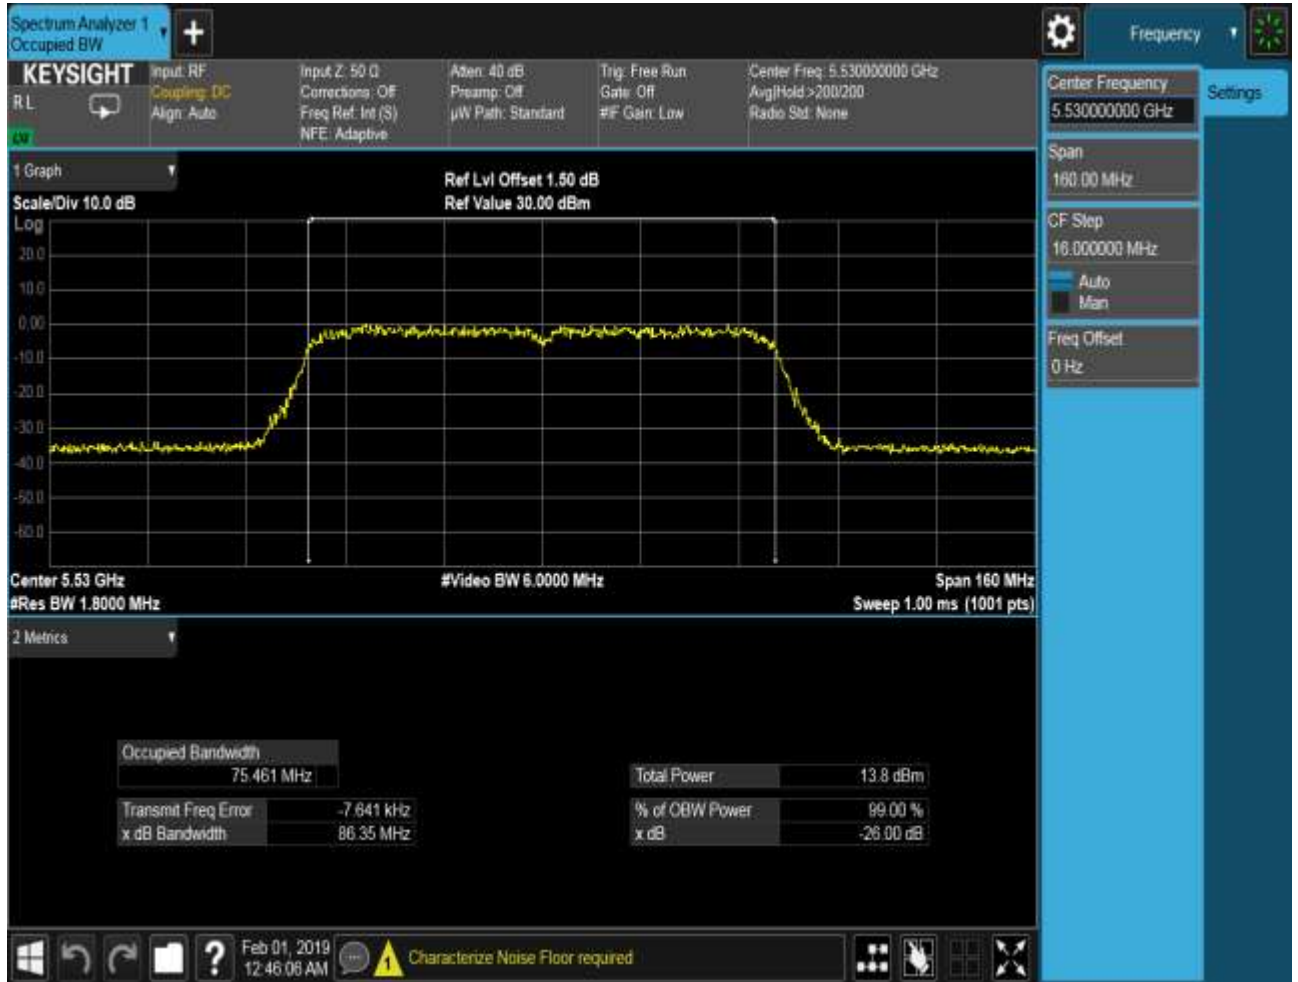 Spectrum Analyzer 1
Occupied BW
Frequency
KEYSIGHT
R L
Input: RF
Coupling: DC
Align: Auto
Input Z: 50 Ω
Corrections: Off
Freq Ref: Int (S)
NFE: Adaptive
Atten: 40 dB
Preamp: Off
µW Path: Standard
Trig: Free Run
Gate: Off
#IF Gain: Low
Center Freq: 5.530000000 GHz
Avg|Hold:>200/200
Radio Std: None
Center Frequency
5.530000000 GHz
Settings
Span
160.00 MHz
CF Step
16.000000 MHz
Auto
Man
Freq Offset
0 Hz
1 Graph
Scale/Div 10.0 dB
Ref Lvl Offset 1.50 dB
Ref Value 30.00 dBm
Log
20.0
10.0
0.00
-10.0
-20.0
-30.0
-40.0
-50.0
-60.0
Center 5.53 GHz
#Video BW 6.0000 MHz
Span 160 MHz
#Res BW 1.8000 MHz
Sweep 1.00 ms (1001 pts)
2 Metrics
Occupied Bandwidth
75.461 MHz
Transmit Freq Error -7.641 kHz
x dB Bandwidth 86.35 MHz
Total Power 13.8 dBm
% of OBW Power 99.00 %
x dB -26.00 dB
Feb 01, 2019
12:46:06 AM
1
Characterize Noise Floor required